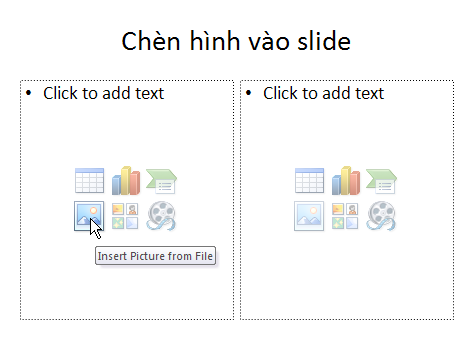 Chèn hình vào slide
• Click to add text
• Click to add text
Insert Picture from File